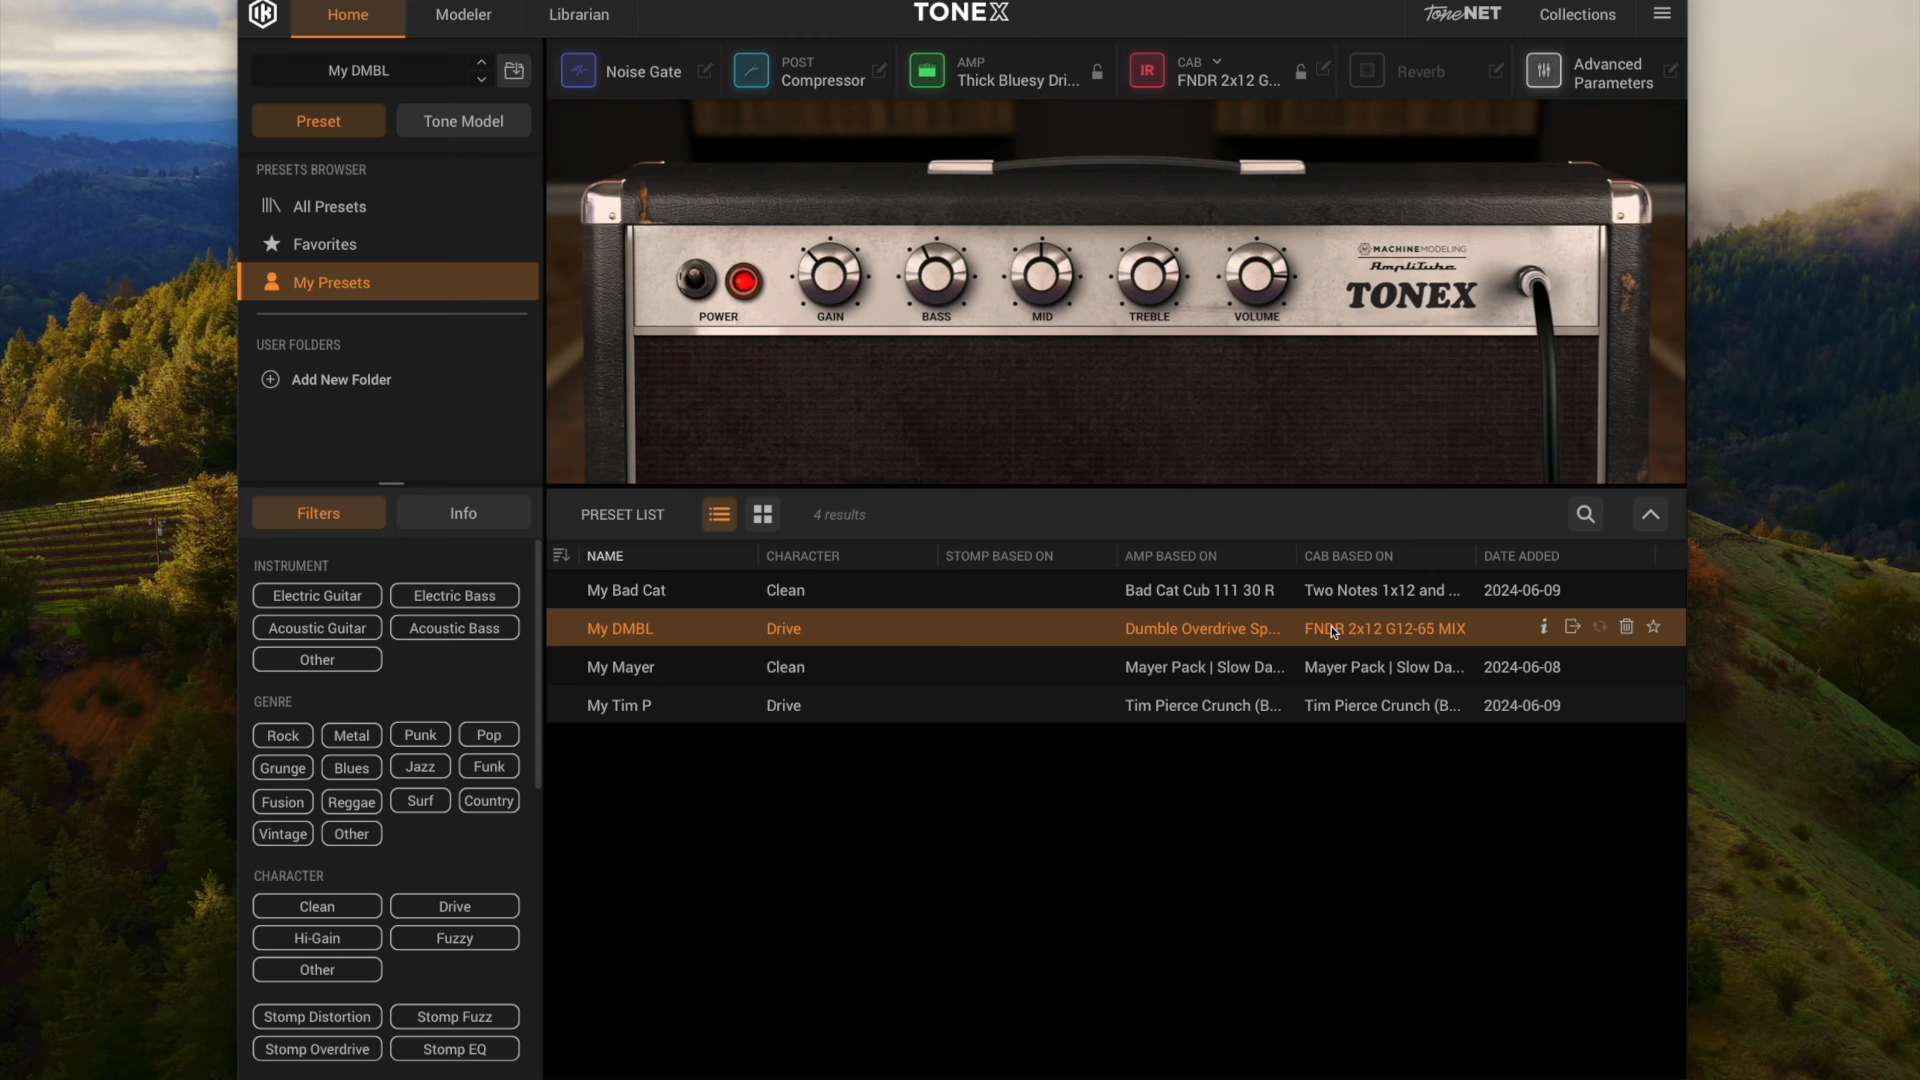 Home
Modeler
Librarian
TONEX
ToneNET
Collections
My DMBL
Noise Gate
POST
Compressor
AMP
Thick Bluesy Dri...
IR
CAB
FNDR 2x12 G...
Reverb
Advanced
Parameters
Preset
Tone Model
PRESETS BROWSER
All Presets
Favorites
My Presets
USER FOLDERS
Add New Folder
POWER
GAIN
BASS
MID
TREBLE
VOLUME
MACHINE MODELING
AmpliTube
TONEX
Filters
Info
PRESET LIST
4 results
NAME CHARACTER STOMP BASED ON AMP BASED ON CAB BASED ON DATE ADDED
My Bad Cat Clean Bad Cat Cub 111 30 R Two Notes 1x12 and ... 2024-06-09
My DMBL Drive Dumble Overdrive Sp... FNDR 2x12 G12-65 MIX
My Mayer Clean Mayer Pack | Slow Da... Mayer Pack | Slow Da... 2024-06-08
My Tim P Drive Tim Pierce Crunch (B... Tim Pierce Crunch (B... 2024-06-09
INSTRUMENT
Electric Guitar Electric Bass
Acoustic Guitar Acoustic Bass
Other
GENRE
Rock Metal Punk Pop
Grunge Blues Jazz Funk
Fusion Reggae Surf Country
Vintage Other
CHARACTER
Clean Drive
Hi-Gain Fuzzy
Other
Stomp Distortion Stomp Fuzz
Stomp Overdrive Stomp EQ